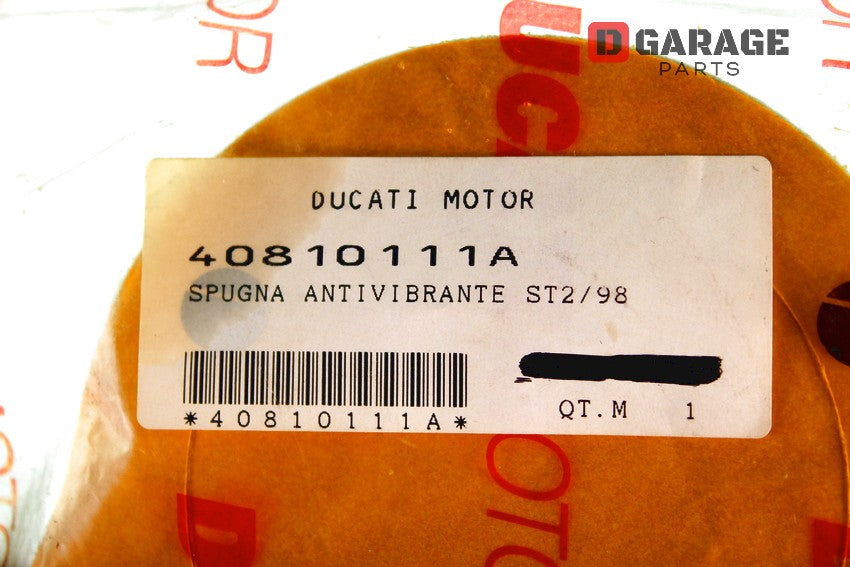 D GARAGE
PARTS
DUCATI MOTOR
40810111A
SPUGNA ANTIVIBRANTE ST2/98
*40810111A*
QT.M 1